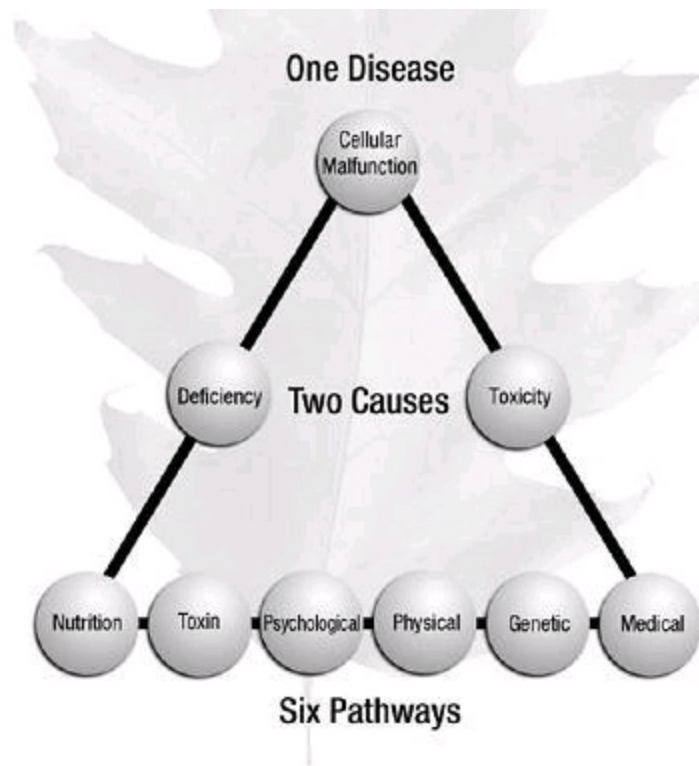 One Disease
Cellular
Malfunction
Deficiency
Two Causes
Toxicity
Nutrition
Toxin
Psychological
Physical
Genetic
Medical
Six Pathways